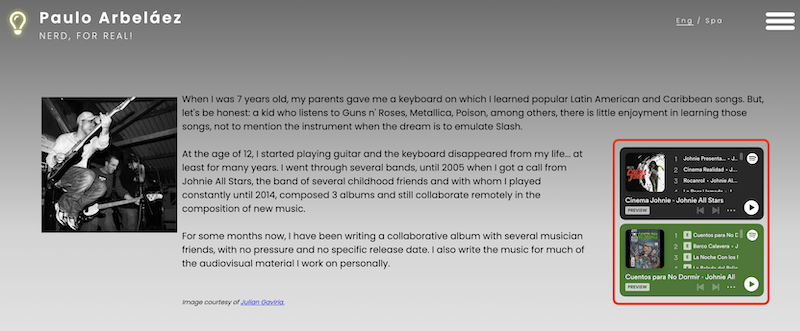 Paulo Arbeláez
NERD, FOR REAL!
Eng / Spa
When I was 7 years old, my parents gave me a keyboard on which I learned popular Latin American and Caribbean songs. But,
let's be honest: a kid who listens to Guns n' Roses, Metallica, Poison, among others, there is little enjoyment in learning those
songs, not to mention the instrument when the dream is to emulate Slash.
At the age of 12, I started playing guitar and the keyboard disappeared from my life... at
least for many years. I went through several bands, until 2005 when I got a call from
Johnie All Stars, the band of several childhood friends and with whom I played
constantly until 2014, composed 3 albums and still collaborate remotely in the
composition of new music.
For some months now, I have been writing a collaborative album with several musician
friends, with no pressure and no specific release date. I also write the music for much of
the audiovisual material I work on personally.
Image courtesy of Julian Gaviria.
1 Johnie Presenta... - J...
2 Cinema Realidad - J...
3 Rocanrol - Johnie Al...
Cinema Johnie - Johnie All Stars
PREVIEW
1 E Cuentos para No D
2 E Barco Calavera - J
3 E La Noche Con los
Cuentos para No Dormir - Johnie All
PREVIEW